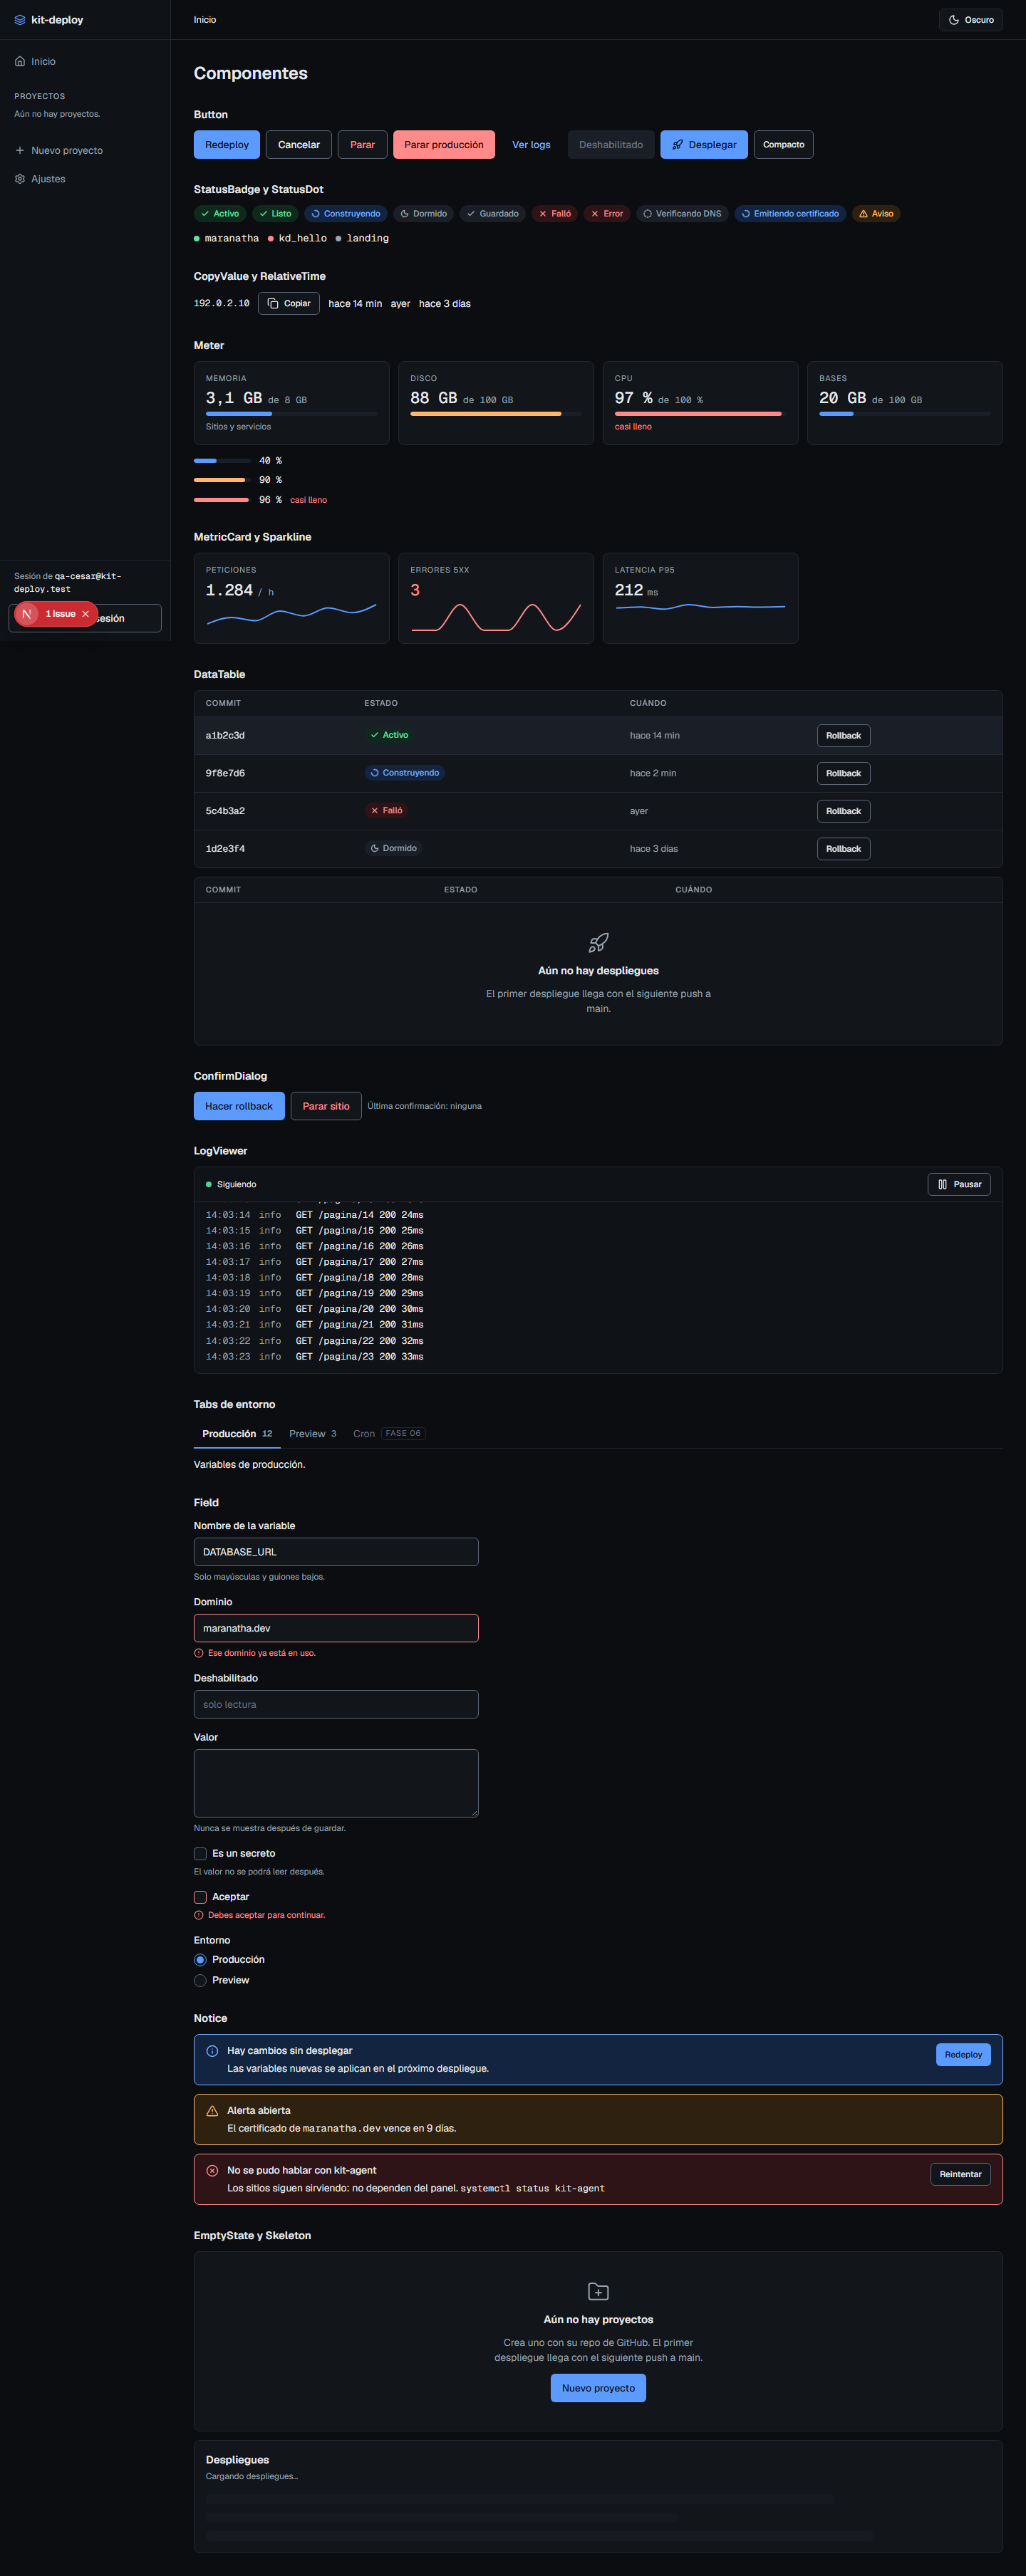 kit-deploy
Inicio
Oscuro
Inicio
PROYECTOS
Aún no hay proyectos.
Nuevo proyecto
Ajustes
Sesión de qa-cesar@kit-
deploy.test
1 Issue
sesión
Componentes
Button
Redeploy Cancelar Parar Parar producción Ver logs Deshabilitado Desplegar Compacto
StatusBadge y StatusDot
Activo Listo Construyendo Dormido Guardado Falló Error Verificando DNS Emitiendo certificado Aviso
maranatha kd_hello landing
CopyValue y RelativeTime
192.0.2.10 Copiar hace 14 min ayer hace 3 días
Meter
MEMORIA
3,1 GB de 8 GB
Sitios y servicios
DISCO
88 GB de 100 GB
CPU
97 % de 100 %
casi lleno
BASES
20 GB de 100 GB
40 %
90 %
96 % casi lleno
MetricCard y Sparkline
PETICIONES
1.284 / h
ERRORES 5XX
3
LATENCIA P95
212 ms
DataTable
COMMIT ESTADO CUÁNDO
a1b2c3d Activo hace 14 min Rollback
9f8e7d6 Construyendo hace 2 min Rollback
5c4b3a2 Falló ayer Rollback
1d2e3f4 Dormido hace 3 días Rollback
COMMIT ESTADO CUÁNDO
Aún no hay despliegues
El primer despliegue llega con el siguiente push a
main.
ConfirmDialog
Hacer rollback Parar sitio Última confirmación: ninguna
LogViewer
Siguiendo Pausar
14:03:14 info GET /pagina/14 200 24ms
14:03:15 info GET /pagina/15 200 25ms
14:03:16 info GET /pagina/16 200 26ms
14:03:17 info GET /pagina/17 200 27ms
14:03:18 info GET /pagina/18 200 28ms
14:03:19 info GET /pagina/19 200 29ms
14:03:20 info GET /pagina/20 200 30ms
14:03:21 info GET /pagina/21 200 31ms
14:03:22 info GET /pagina/22 200 32ms
14:03:23 info GET /pagina/23 200 33ms
Tabs de entorno
Producción 12 Preview 3 Cron FASE 06
Variables de producción.
Field
Nombre de la variable
DATABASE_URL
Solo mayúsculas y guiones bajos.
Dominio
maranatha.dev
Ese dominio ya está en uso.
Deshabilitado
solo lectura
Valor
Nunca se muestra después de guardar.
Es un secreto
El valor no se podrá leer después.
Aceptar
Debes aceptar para continuar.
Entorno
Producción
Preview
Notice
Hay cambios sin desplegar
Las variables nuevas se aplican en el próximo despliegue.
Redeploy
Alerta abierta
El certificado de maranatha.dev vence en 9 días.
No se pudo hablar con kit-agent
Los sitios siguen sirviendo: no dependen del panel. systemctl status kit-agent
Reintentar
EmptyState y Skeleton
Aún no hay proyectos
Crea uno con su repo de GitHub. El primer
despliegue llega con el siguiente push a main.
Nuevo proyecto
Despliegues
Cargando despliegues…